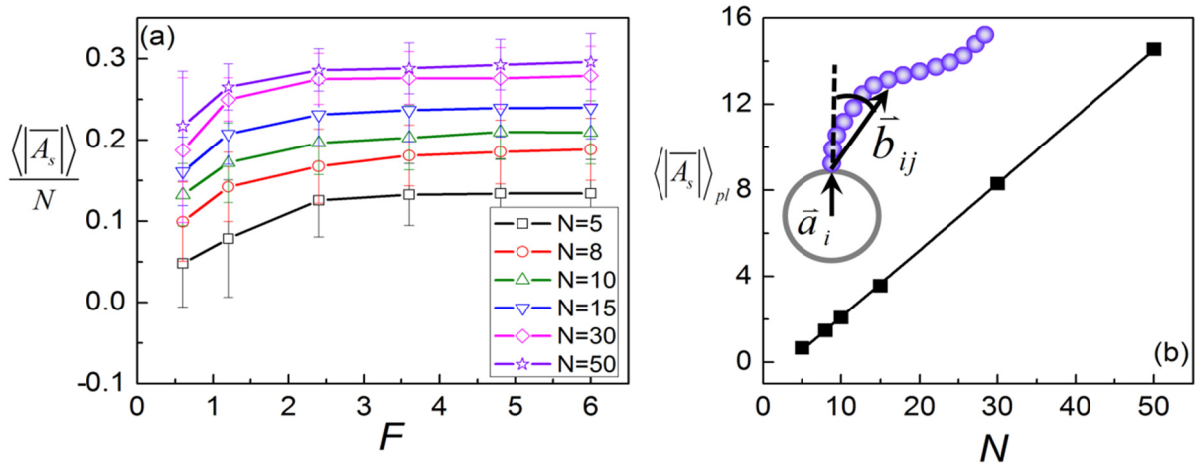 (a)
⟨|A̅ₛ|⟩
N
0.3
0.2
0.1
0.0
-0.1
N=5
N=8
N=10
N=15
N=30
N=50
0 1 2 3 4 5 6
F
⟨|A̅ₛ|⟩ pl
16
12
8
4
0
b⃗ ij
a⃗ i
(b)
0 10 20 30 40 50
N